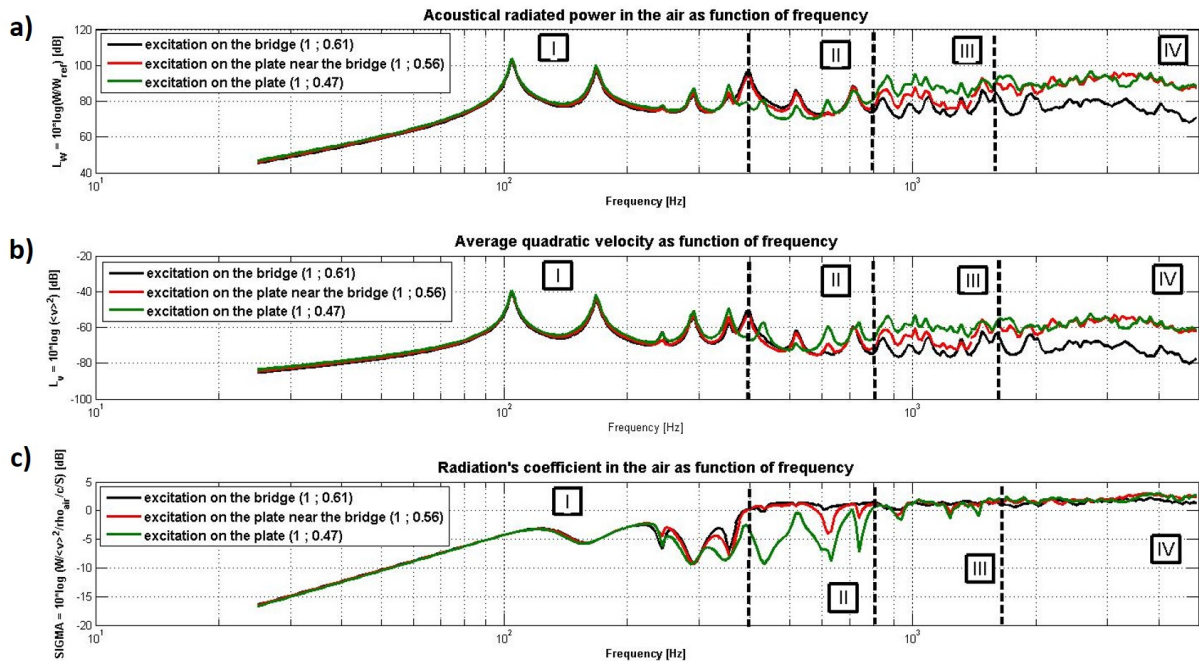 a)
Acoustical radiated power in the air as function of frequency
L_W = 10*log(W/W_ref) [dB]
120
100
80
60
40
excitation on the bridge (1 ; 0.61)
excitation on the plate near the bridge (1 ; 0.56)
excitation on the plate (1 ; 0.47)
I
II
III
IV
10^1
10^2
10^3
Frequency [Hz]
b)
Average quadratic velocity as function of frequency
L_v = 10*log (<v>^2) [dB]
-20
-40
-60
-80
-100
excitation on the bridge (1 ; 0.61)
excitation on the plate near the bridge (1 ; 0.56)
excitation on the plate (1 ; 0.47)
I
II
III
IV
10^1
10^2
10^3
Frequency [Hz]
c)
Radiation's coefficient in the air as function of frequency
SIGMA = 10*log (W/<v>^2/rho_air/c/S) [dB]
5
0
-5
-10
-15
-20
excitation on the bridge (1 ; 0.61)
excitation on the plate near the bridge (1 ; 0.56)
excitation on the plate (1 ; 0.47)
I
II
III
IV
10^1
10^2
10^3
Frequency [Hz]